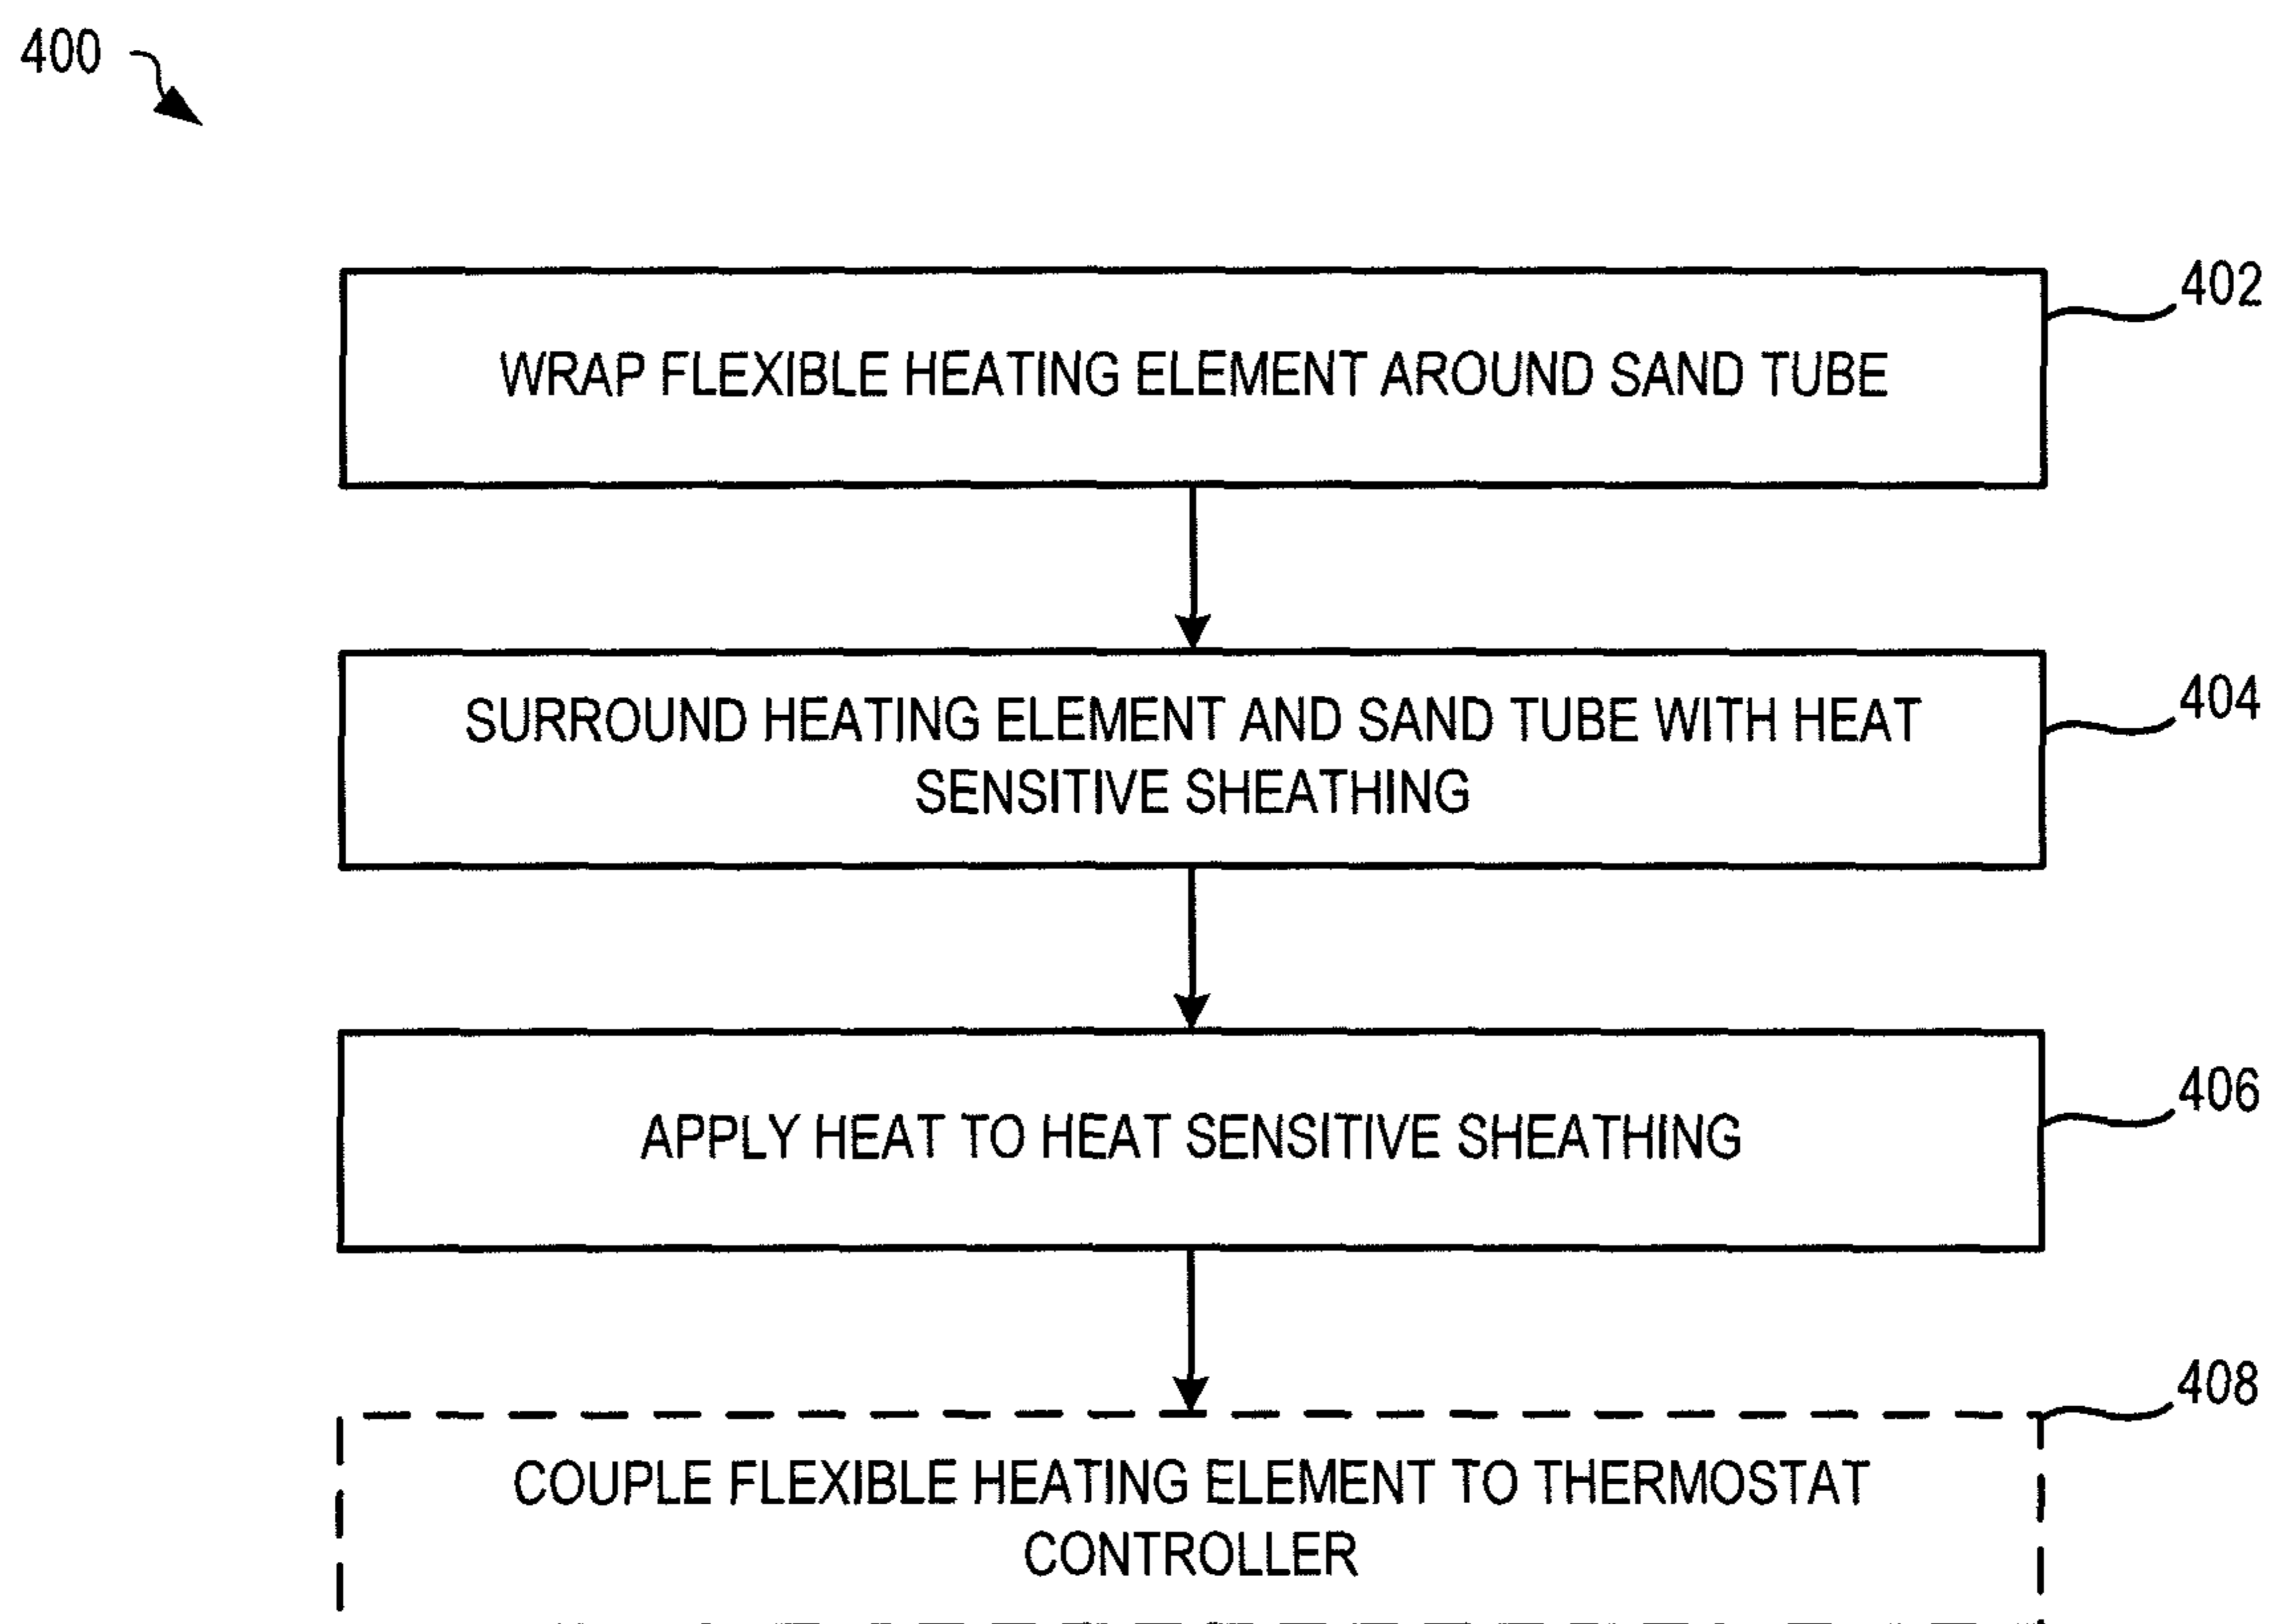 400
402
WRAP FLEXIBLE HEATING ELEMENT AROUND SAND TUBE
404
SURROUND HEATING ELEMENT AND SAND TUBE WITH HEAT
SENSITIVE SHEATHING
406
APPLY HEAT TO HEAT SENSITIVE SHEATHING
408
COUPLE FLEXIBLE HEATING ELEMENT TO THERMOSTAT
CONTROLLER